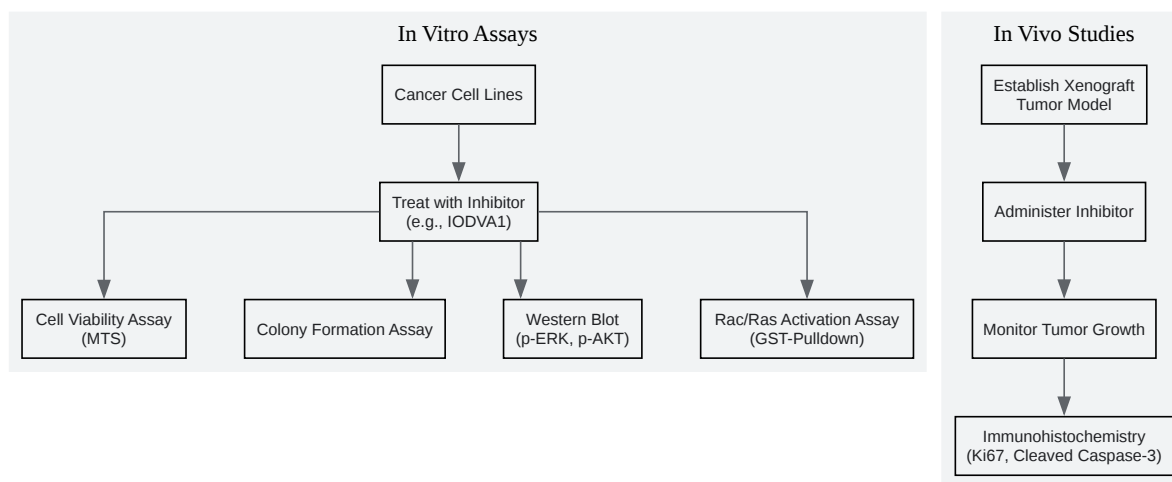 In Vitro Assays
Cancer Cell Lines
Treat with Inhibitor
(e.g., IODVA1)
Cell Viability Assay
(MTS)
Colony Formation Assay
Western Blot
(p-ERK, p-AKT)
Rac/Ras Activation Assay
(GST-Pulldown)
In Vivo Studies
Establish Xenograft
Tumor Model
Administer Inhibitor
Monitor Tumor Growth
Immunohistochemistry
(Ki67, Cleaved Caspase-3)